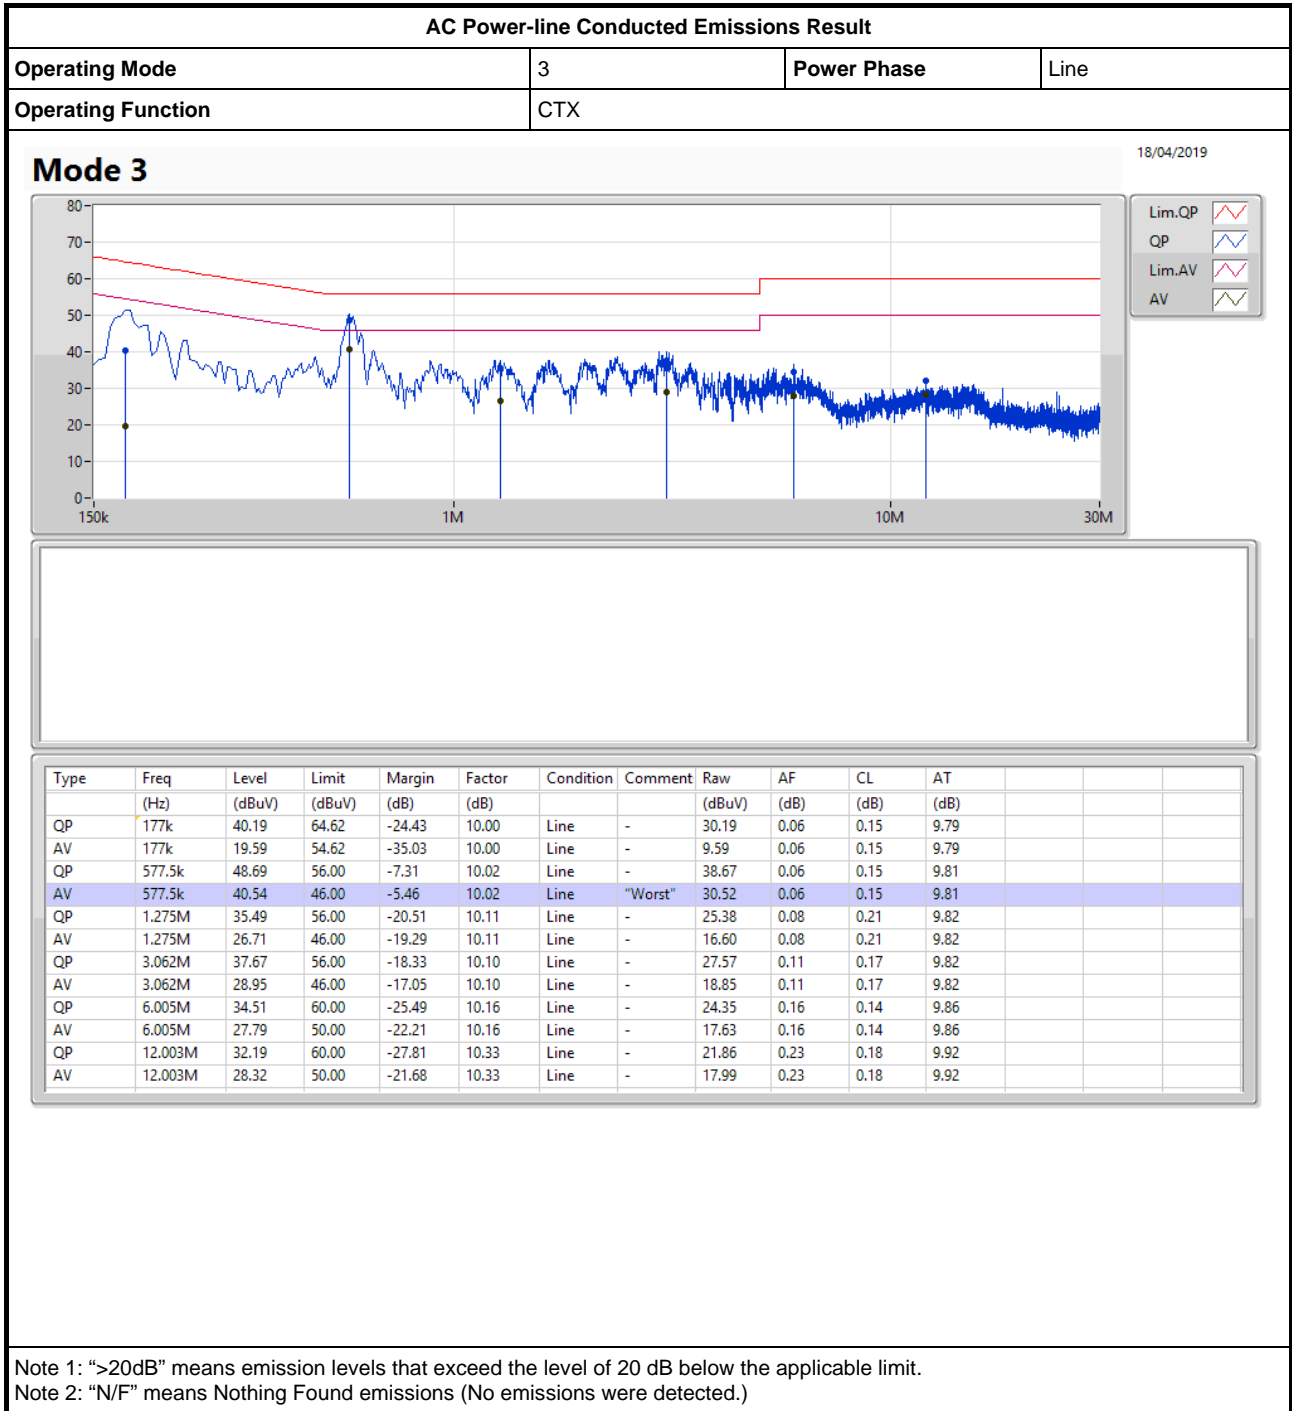 AC Power-line Conducted Emissions Result
Operating Mode 3 Power Phase Line
Operating Function CTX
18/04/2019
Mode 3
80
70
60
50
40
30
20
10
0
150k 1M 10M 30M
Lim.QP
QP
Lim.AV
AV
Type Freq Level Limit Margin Factor Condition Comment Raw AF CL AT
(Hz) (dBuV) (dBuV) (dB) (dB) (dBuV) (dB) (dB) (dB)
QP 177k 40.19 64.62 -24.43 10.00 Line - 30.19 0.06 0.15 9.79
AV 177k 19.59 54.62 -35.03 10.00 Line - 9.59 0.06 0.15 9.79
QP 577.5k 48.69 56.00 -7.31 10.02 Line - 38.67 0.06 0.15 9.81
AV 577.5k 40.54 46.00 -5.46 10.02 Line "Worst" 30.52 0.06 0.15 9.81
QP 1.275M 35.49 56.00 -20.51 10.11 Line - 25.38 0.08 0.21 9.82
AV 1.275M 26.71 46.00 -19.29 10.11 Line - 16.60 0.08 0.21 9.82
QP 3.062M 37.67 56.00 -18.33 10.10 Line - 27.57 0.11 0.17 9.82
AV 3.062M 28.95 46.00 -17.05 10.10 Line - 18.85 0.11 0.17 9.82
QP 6.005M 34.51 60.00 -25.49 10.16 Line - 24.35 0.16 0.14 9.86
AV 6.005M 27.79 50.00 -22.21 10.16 Line - 17.63 0.16 0.14 9.86
QP 12.003M 32.19 60.00 -27.81 10.33 Line - 21.86 0.23 0.18 9.92
AV 12.003M 28.32 50.00 -21.68 10.33 Line - 17.99 0.23 0.18 9.92
Note 1: “>20dB” means emission levels that exceed the level of 20 dB below the applicable limit.
Note 2: “N/F” means Nothing Found emissions (No emissions were detected.)